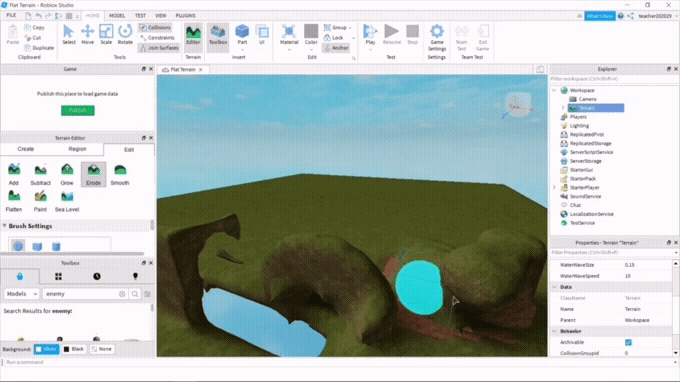 Flat Terrain - Roblox Studio
HOME MODEL TEST VIEW PLUGINS
What's New? teacher202029
Paste Copy Cut Duplicate Select Move Scale Rotate Collisions Constraints Join Surfaces Editor Toolbox Part UI Material Color Group Lock Anchor Play Resume Stop Game Settings Team Test Exit Game
Clipboard Tools Terrain Insert Edit Test Settings Team Test
Game
Publish this place to load game data
Publish
Terrain Editor
Create Region Edit
Add Subtract Grow Erode Smooth
Flatten Paint Sea Level
Brush Settings
Toolbox
Models enemy
Search Results for enemy:
Background: White Black None
Run a command
Flat Terrain
Explorer
Filter workspace (Ctrl+Shift+X)
Workspace
Camera
Terrain
Players
Lighting
ReplicatedFirst
ReplicatedStorage
ServerScriptService
ServerStorage
StarterGui
StarterPack
StarterPlayer
SoundService
Chat
LocalizationService
TestService
Properties - Terrain "Terrain"
Filter Properties (Ctrl+Shift+P)
WaterWaveSize 0.15
WaterWaveSpeed 10
Data
ClassName Terrain
Name Terrain
Parent Workspace
Behavior
Archivable
CollisionGroupId 0